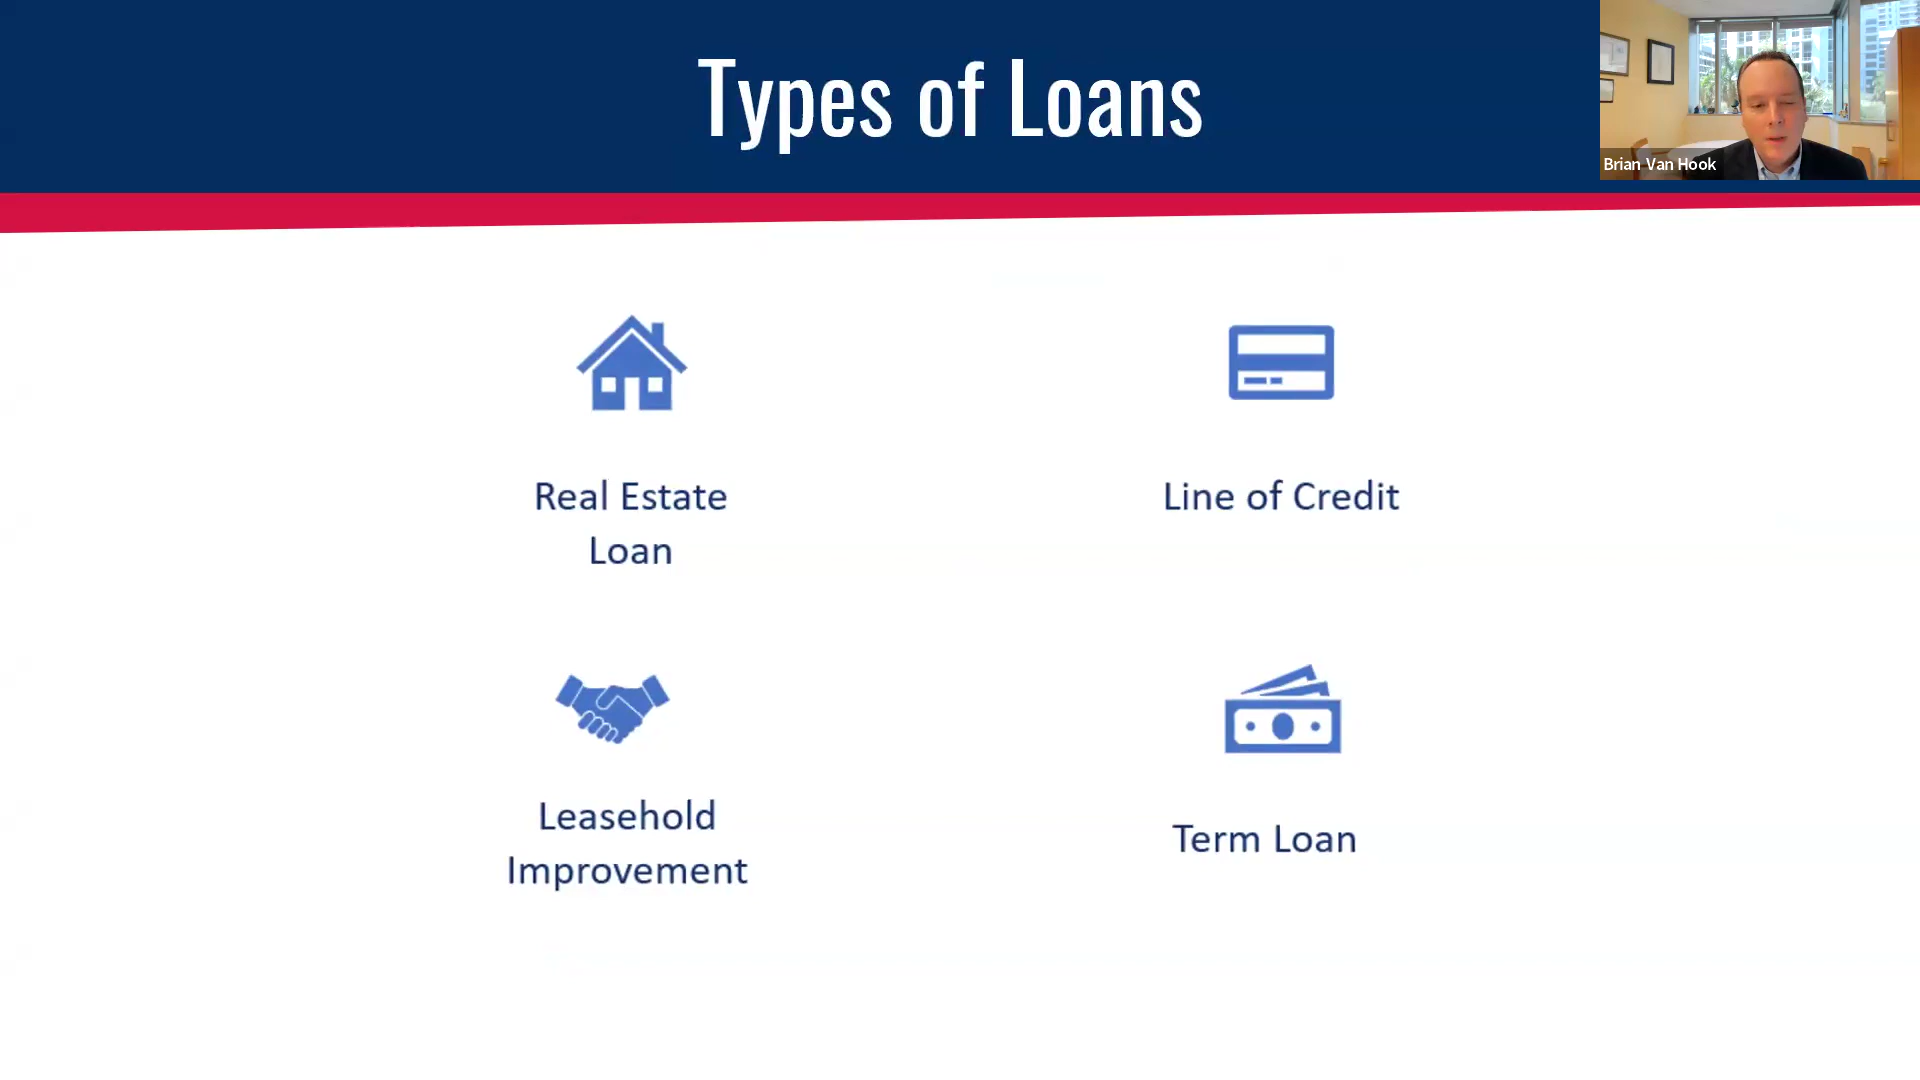 Types of Loans
Brian Van Hook
Real Estate
Loan
Line of Credit
Leasehold
Improvement
Term Loan